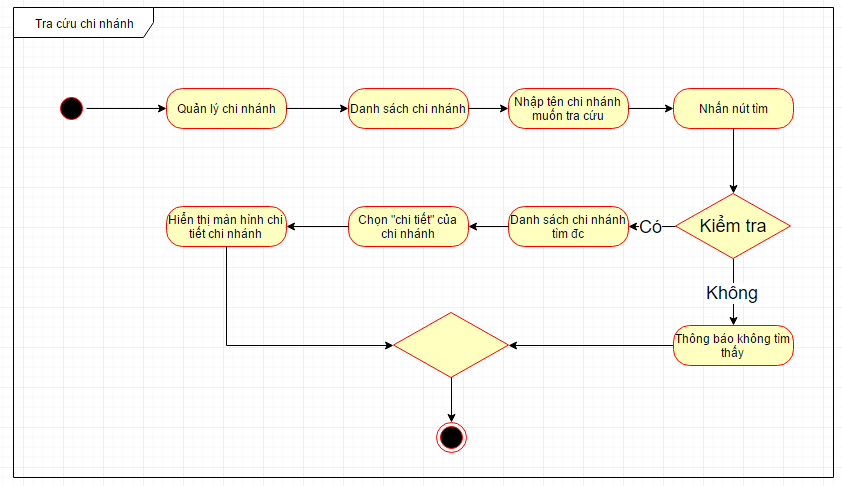 Tra cứu chi nhánh
Quản lý chi nhánh
Danh sách chi nhánh
Nhập tên chi nhánh
muốn tra cứu
Nhấn nút tìm
Hiển thị màn hình chi
tiết chi nhánh
Chọn "chi tiết" của
chi nhánh
Danh sách chi nhánh
tìm đc
Có
Kiểm tra
Không
Thông báo không tìm
thấy